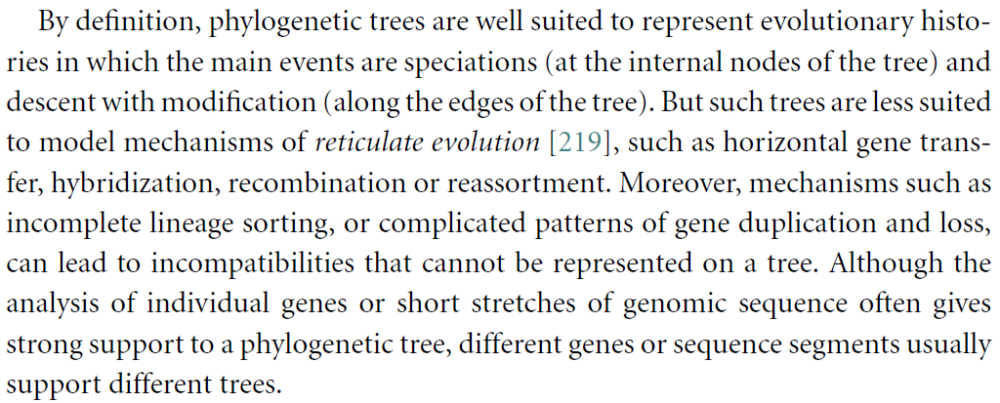 By definition, phylogenetic trees are well suited to represent evolutionary histo-
ries in which the main events are speciations (at the internal nodes of the tree) and
descent with modification (along the edges of the tree). But such trees are less suited
to model mechanisms of reticulate evolution [219], such as horizontal gene trans-
fer, hybridization, recombination or reassortment. Moreover, mechanisms such as
incomplete lineage sorting, or complicated patterns of gene duplication and loss,
can lead to incompatibilities that cannot be represented on a tree. Although the
analysis of individual genes or short stretches of genomic sequence often gives
strong support to a phylogenetic tree, different genes or sequence segments usually
support different trees.